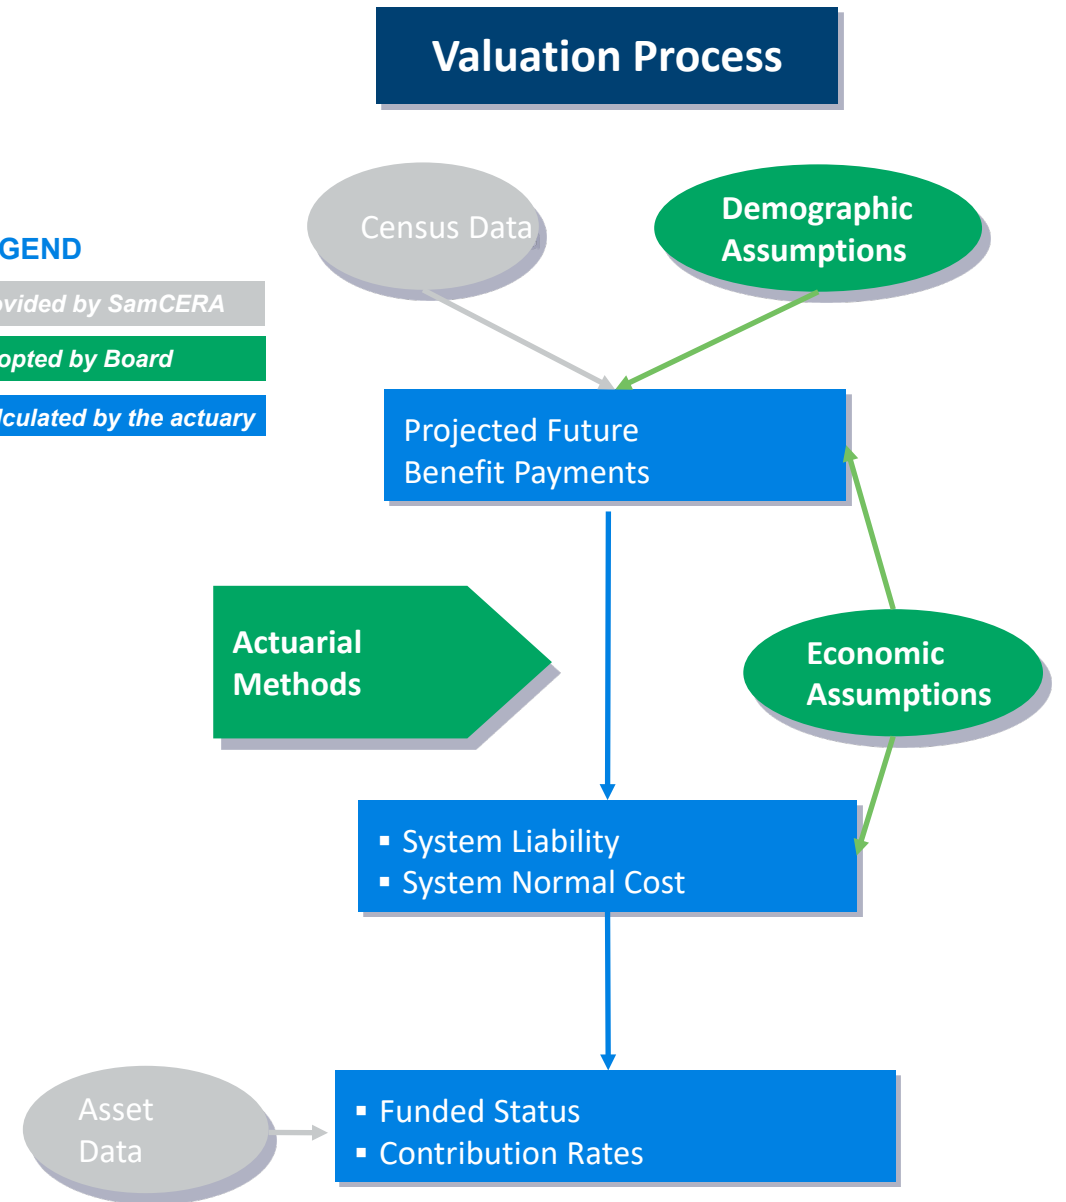 Valuation Process
Census Data
Demographic
Assumptions
GEND
ovided by SamCERA
opted by Board
lculated by the actuary
Projected Future
Benefit Payments
Actuarial
Methods
Economic
Assumptions
▪ System Liability
▪ System Normal Cost
Asset
Data
▪ Funded Status
▪ Contribution Rates